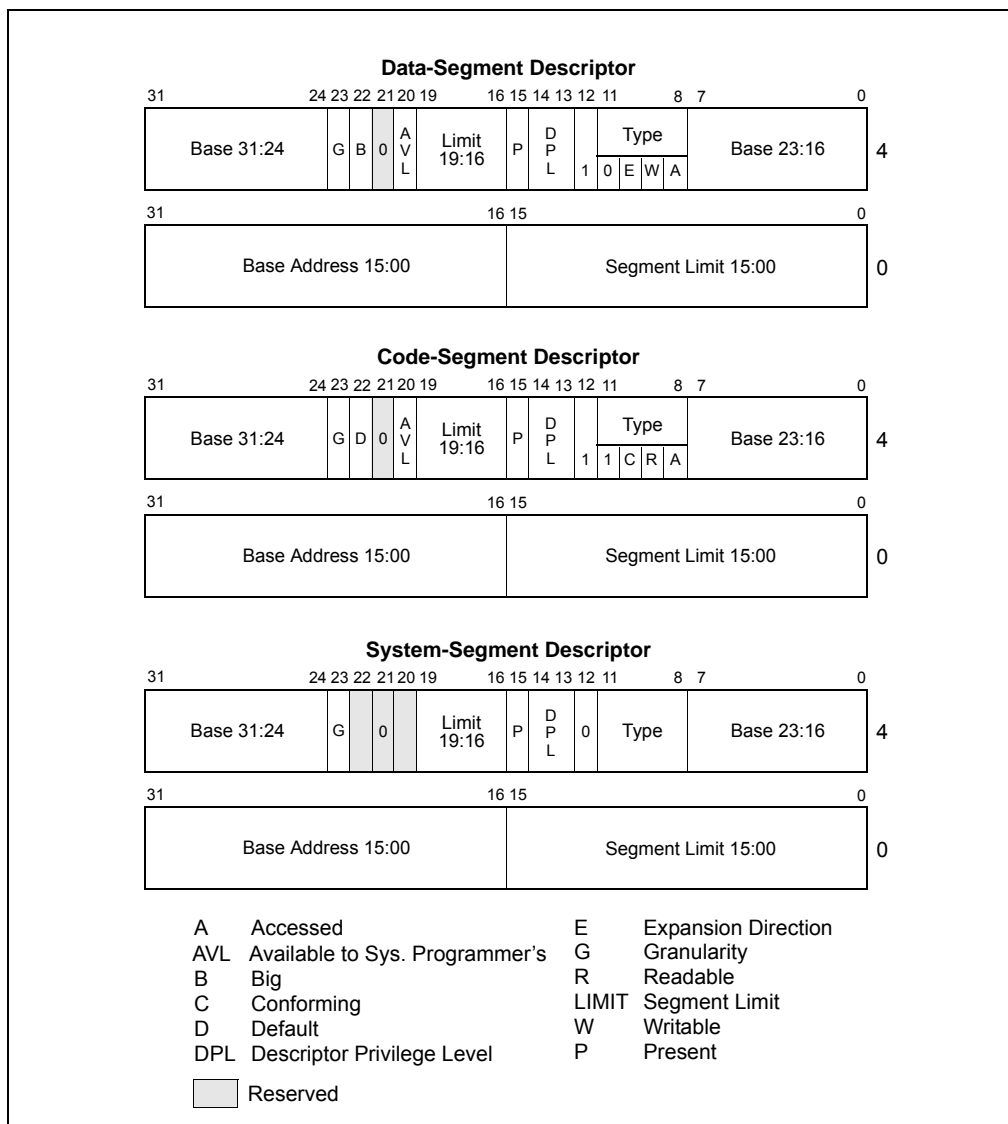 Data-Segment Descriptor
31 24 23 22 21 20 19 16 15 14 13 12 11 8 7 0
Base 31:24 G B 0 AVL Limit 19:16 P DPL 1 Type 0 E W A Base 23:16 4
31 16 15 0
Base Address 15:00 Segment Limit 15:00 0
Code-Segment Descriptor
31 24 23 22 21 20 19 16 15 14 13 12 11 8 7 0
Base 31:24 G D 0 AVL Limit 19:16 P DPL 1 Type 1 C R A Base 23:16 4
31 16 15 0
Base Address 15:00 Segment Limit 15:00 0
System-Segment Descriptor
31 24 23 22 21 20 19 16 15 14 13 12 11 8 7 0
Base 31:24 G 0 Limit 19:16 P DPL 0 Type Base 23:16 4
31 16 15 0
Base Address 15:00 Segment Limit 15:00 0
A Accessed
AVL Available to Sys. Programmer's
B Big
C Conforming
D Default
DPL Descriptor Privilege Level
Reserved
E Expansion Direction
G Granularity
R Readable
LIMIT Segment Limit
W Writable
P Present